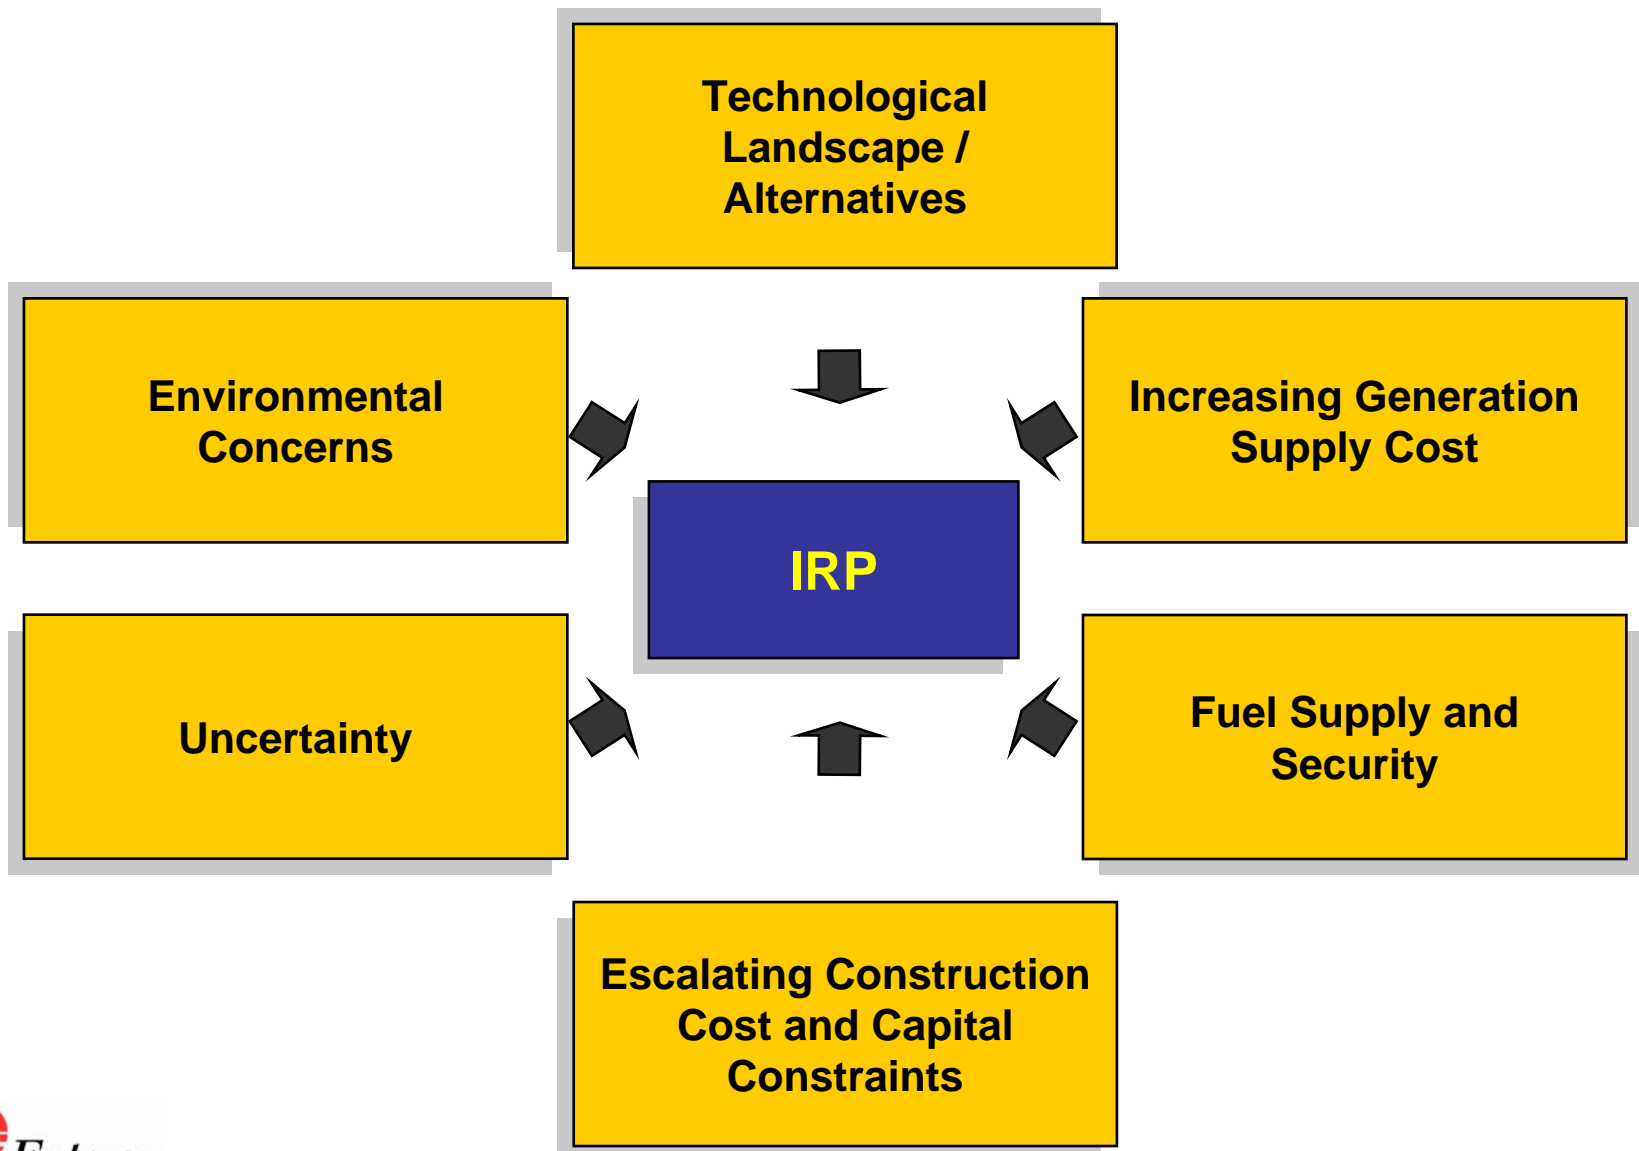 Technological
Landscape /
Alternatives
Environmental
Concerns
Increasing Generation
Supply Cost
IRP
Uncertainty
Fuel Supply and
Security
Escalating Construction
Cost and Capital
Constraints